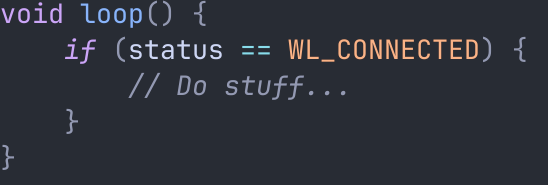 void loop() {
    if (status == WL_CONNECTED) {
        // Do stuff...
    }
}